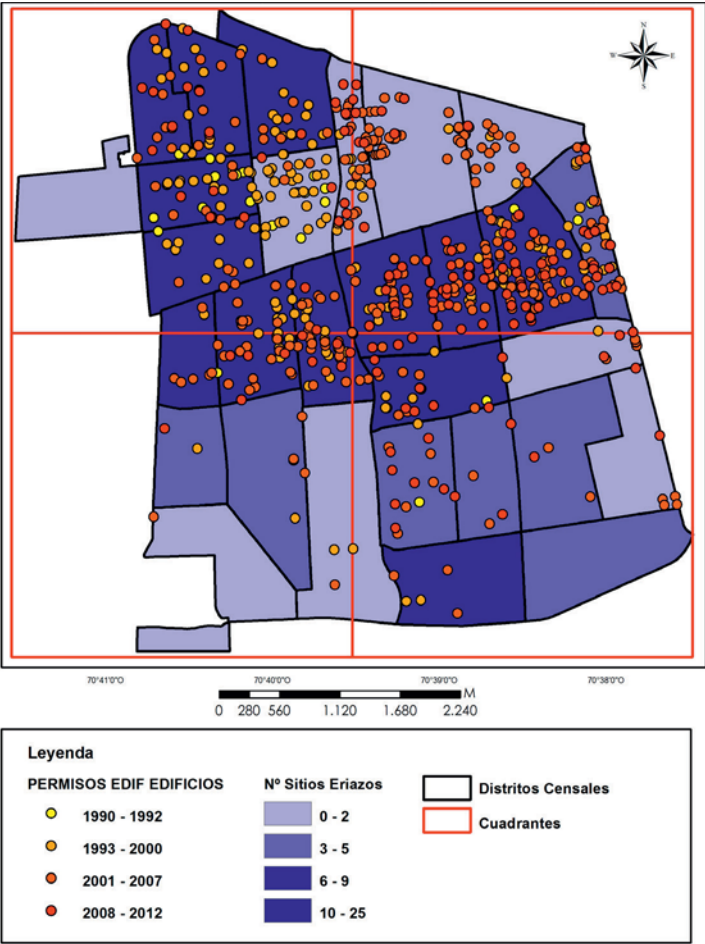 N
W E
S
70°41'0"O 70°40'0"O 70°39'0"O 70°38'0"O
M
0 280 560 1.120 1.680 2.240
Leyenda
PERMISOS EDIF EDIFICIOS Nº Sitios Eriazos
Distritos Censales
1990 - 1992 0 - 2
Cuadrantes
1993 - 2000 3 - 5
2001 - 2007 6 - 9
2008 - 2012 10 - 25